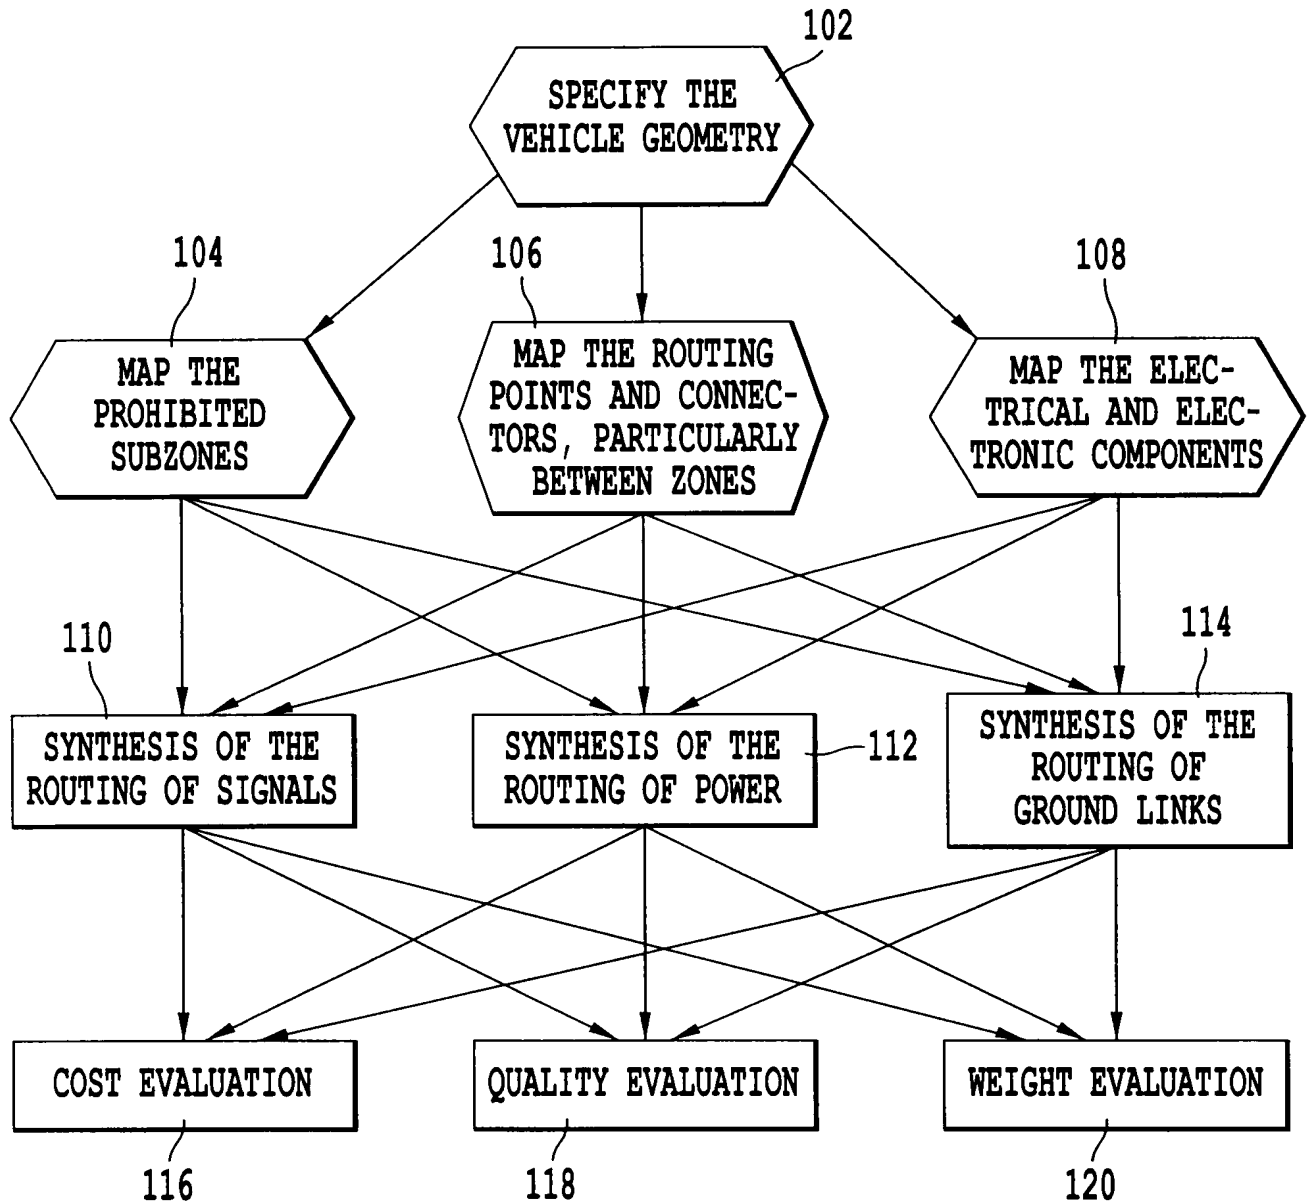 102
SPECIFY THE
VEHICLE GEOMETRY
104
106
108
MAP THE
PROHIBITED
SUBZONES
MAP THE ROUTING
POINTS AND CONNEC-
TORS, PARTICULARLY
BETWEEN ZONES
MAP THE ELEC-
TRICAL AND ELEC-
TRONIC COMPONENTS
110
114
SYNTHESIS OF THE
ROUTING OF SIGNALS
SYNTHESIS OF THE
ROUTING OF POWER
112
SYNTHESIS OF THE
ROUTING OF
GROUND LINKS
COST EVALUATION
QUALITY EVALUATION
WEIGHT EVALUATION
116
118
120